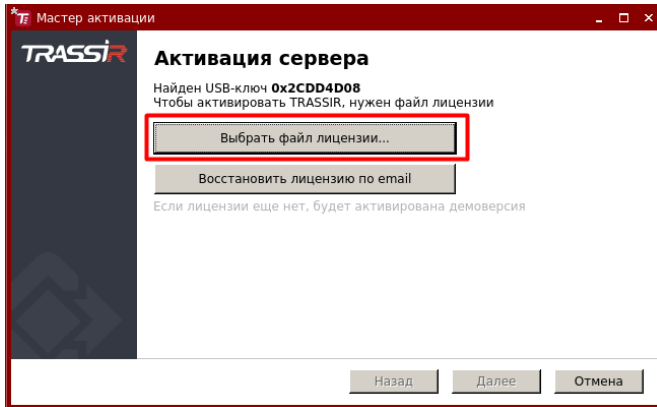 Мастер активации
TRASSIR
Активация сервера
Найден USB-ключ 0x2CDD4D08
Чтобы активировать TRASSIR, нужен файл лицензии
Выбрать файл лицензии...
Восстановить лицензию по email
Если лицензии еще нет, будет активирована демоверсия
Назад
Далее
Отмена